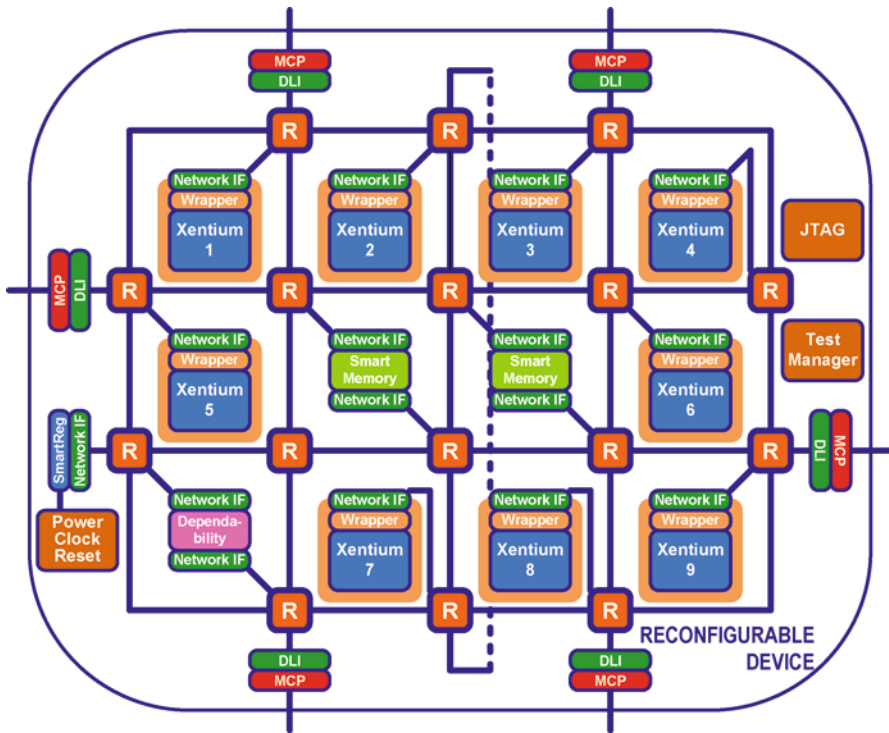 MCP
DLI
MCP
DLI
R
R
R
Network IF
Wrapper
Xentium
1
Network IF
Wrapper
Xentium
2
Network IF
Wrapper
Xentium
3
Network IF
Wrapper
Xentium
4
JTAG
MCP
DLI
R
R
R
R
R
Network IF
Wrapper
Xentium
5
Network IF
Smart
Memory
Network IF
Network IF
Smart
Memory
Network IF
Network IF
Wrapper
Xentium
6
Test
Manager
SmartReg
Network IF
R
R
R
R
R
DLI
MCP
Power
Clock
Reset
Network IF
Dependa-
bility
Network IF
Network IF
Wrapper
Xentium
7
Network IF
Wrapper
Xentium
8
Network IF
Wrapper
Xentium
9
R
R
R
RECONFIGURABLE
DEVICE
DLI
MCP
DLI
MCP